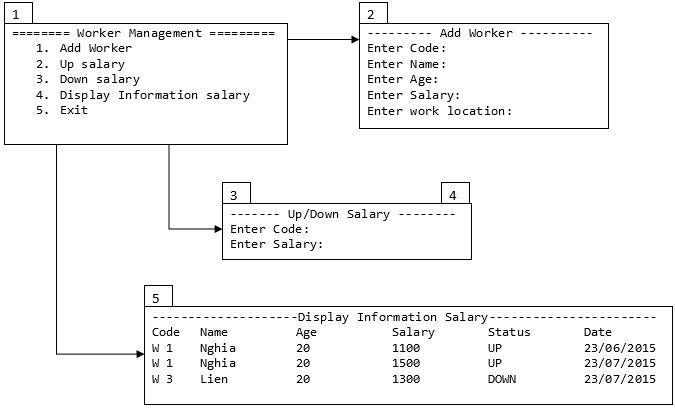 1
======== Worker Management =========
1. Add Worker
2. Up salary
3. Down salary
4. Display Information salary
5. Exit
2
--------- Add Worker ----------
Enter Code:
Enter Name:
Enter Age:
Enter Salary:
Enter work location:
3 4
------- Up/Down Salary --------
Enter Code:
Enter Salary:
5
--------------------Display Information Salary-----------------------
Code Name Age Salary Status Date
W 1 Nghia 20 1100 UP 23/06/2015
W 1 Nghia 20 1500 UP 23/07/2015
W 3 Lien 20 1300 DOWN 23/07/2015